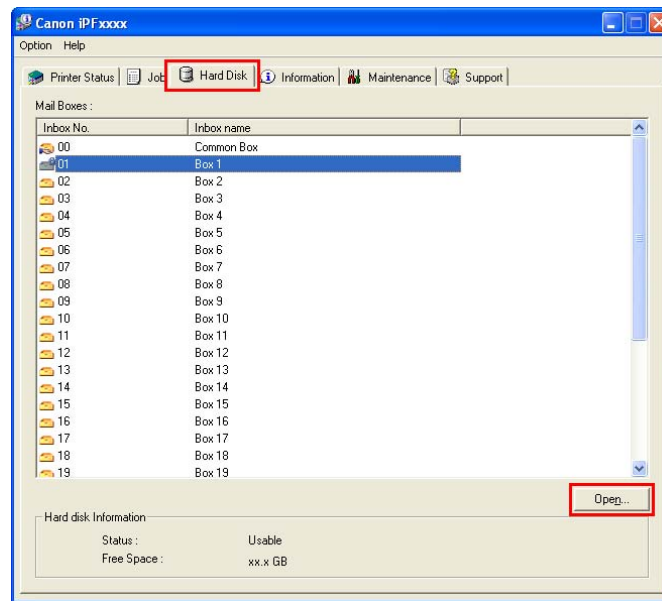 Canon iPFxxxx
Option Help
Printer Status Job Hard Disk Information Maintenance Support
Mail Boxes :
Inbox No. Inbox name
00 Common Box
01 Box 1
02 Box 2
03 Box 3
04 Box 4
05 Box 5
06 Box 6
07 Box 7
08 Box 8
09 Box 9
10 Box 10
11 Box 11
12 Box 12
13 Box 13
14 Box 14
15 Box 15
16 Box 16
17 Box 17
18 Box 18
19 Box 19
Open...
Hard disk Information
Status : Usable
Free Space : xx.x GB